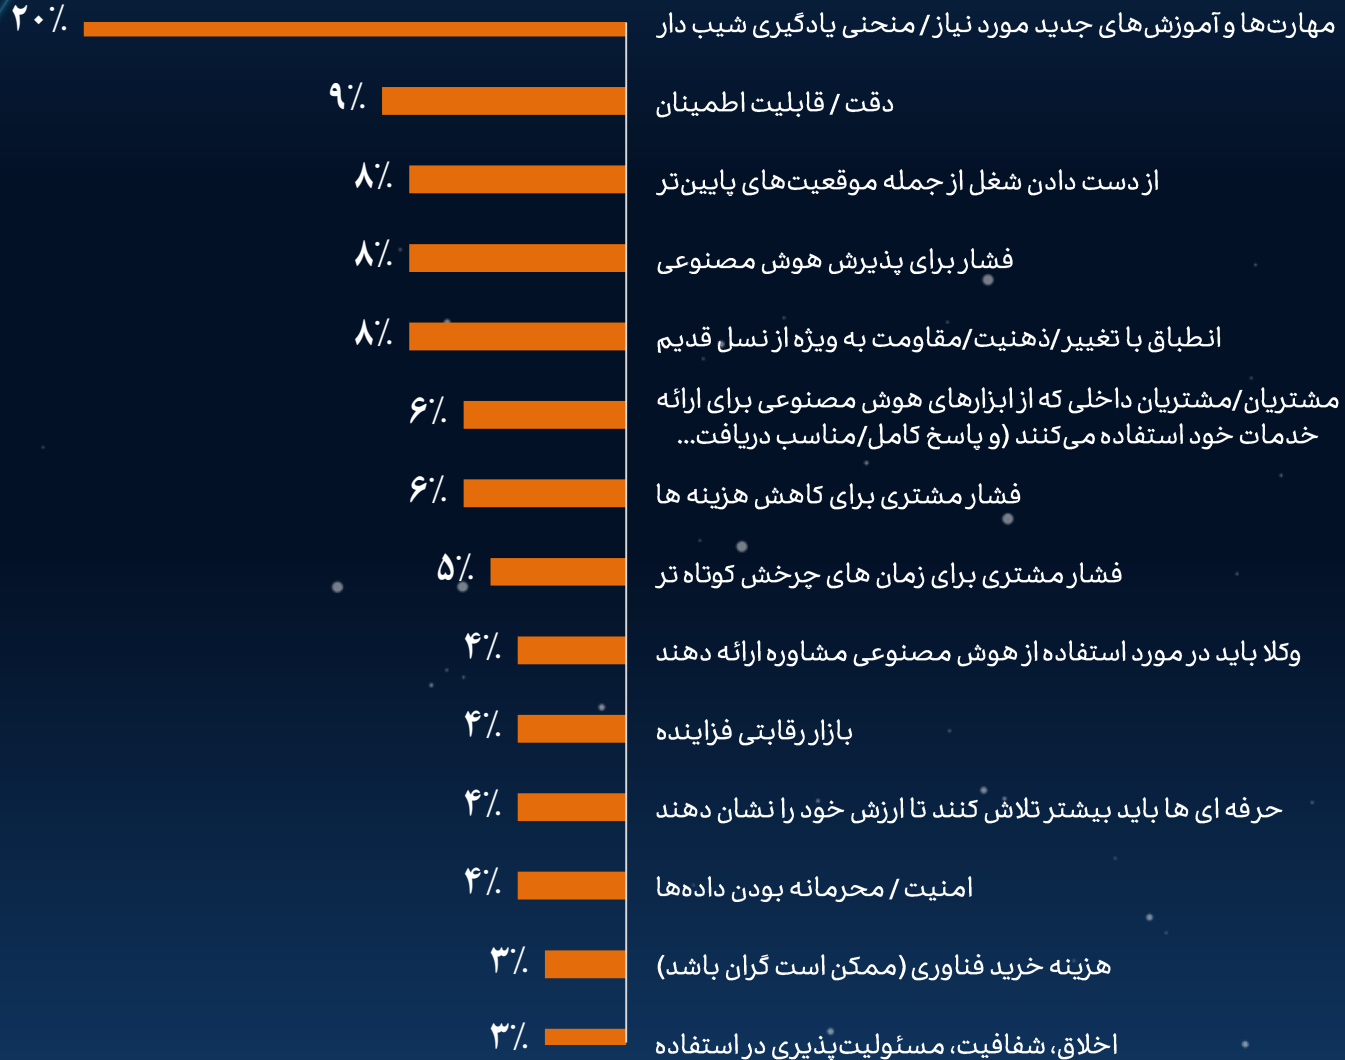 مهارت‌ها و آموزش‌های جدید مورد نیاز / منحنی یادگیری شیب دار
۲۰٪
دقت / قابلیت اطمینان
۹٪
از دست دادن شغل از جمله موقعیت‌های پایین‌تر
۸٪
فشار برای پذیرش هوش مصنوعی
۸٪
انطباق با تغییر/ذهنیت/مقاومت به ویژه از نسل قدیم
۸٪
مشتریان/مشتریان داخلی که از ابزارهای هوش مصنوعی برای ارائه
خدمات خود استفاده می‌کنند (و پاسخ کامل/مناسب دریافت...
۶٪
فشار مشتری برای کاهش هزینه ها
۶٪
فشار مشتری برای زمان های چرخش کوتاه تر
۵٪
وکلا باید در مورد استفاده از هوش مصنوعی مشاوره ارائه دهند
۴٪
بازار رقابتی فزاینده
۴٪
حرفه ای ها باید بیشتر تلاش کنند تا ارزش خود را نشان دهند
۴٪
امنیت / محرمانه بودن داده‌ها
۴٪
هزینه خرید فناوری (ممکن است گران باشد)
۳٪
اخلاق، شفافیت، مسئولیت‌پذیری در استفاده
۳٪